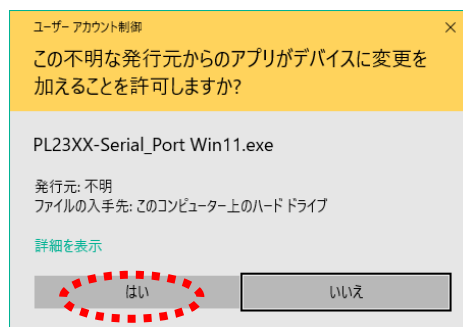 ユーザー アカウント制御
この不明な発行元からのアプリがデバイスに変更を
加えることを許可しますか?
PL23XX-Serial_Port Win11.exe
発行元: 不明
ファイルの入手先: このコンピューター上のハード ドライブ
詳細を表示
はい
いいえ